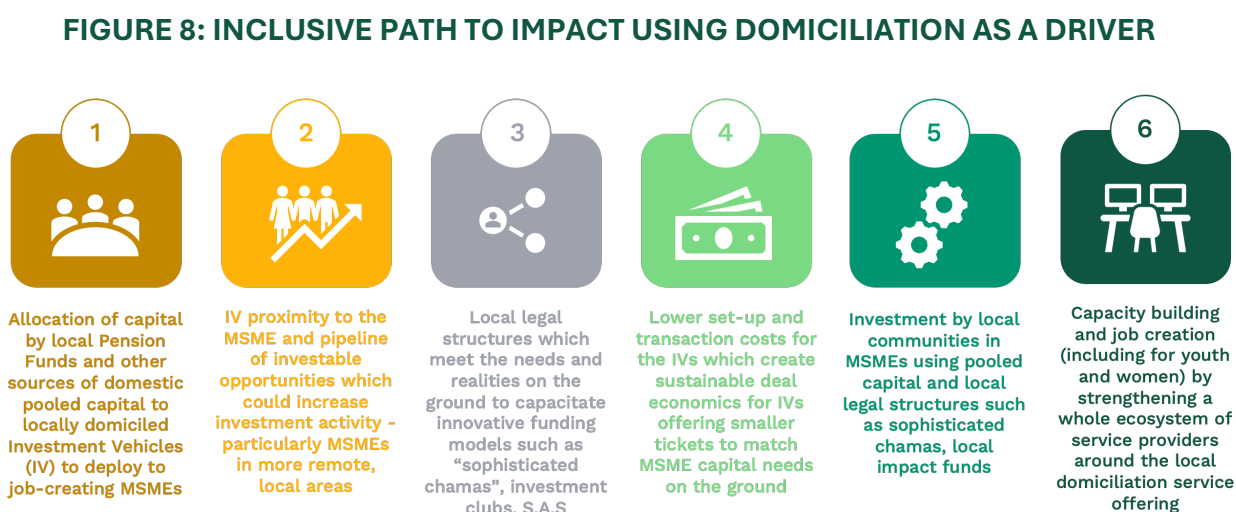 FIGURE 8: INCLUSIVE PATH TO IMPACT USING DOMICILIATION AS A DRIVER
1
Allocation of capital
by local Pension
Funds and other
sources of domestic
pooled capital to
locally domiciled
Investment Vehicles
(IV) to deploy to
job-creating MSMEs
2
IV proximity to the
MSME and pipeline
of investable
opportunities which
could increase
investment activity -
particularly MSMEs
in more remote,
local areas
3
Local legal
structures which
meet the needs and
realities on the
ground to capacitate
innovative funding
models such as
“sophisticated
chamas”, investment
clubs, S.A.S
4
Lower set-up and
transaction costs for
the IVs which create
sustainable deal
economics for IVs
offering smaller
tickets to match
MSME capital needs
on the ground
5
Investment by local
communities in
MSMEs using pooled
capital and local
legal structures such
as sophisticated
chamas, local
impact funds
6
Capacity building
and job creation
(including for youth
and women) by
strengthening a
whole ecosystem of
service providers
around the local
domiciliation service
offering